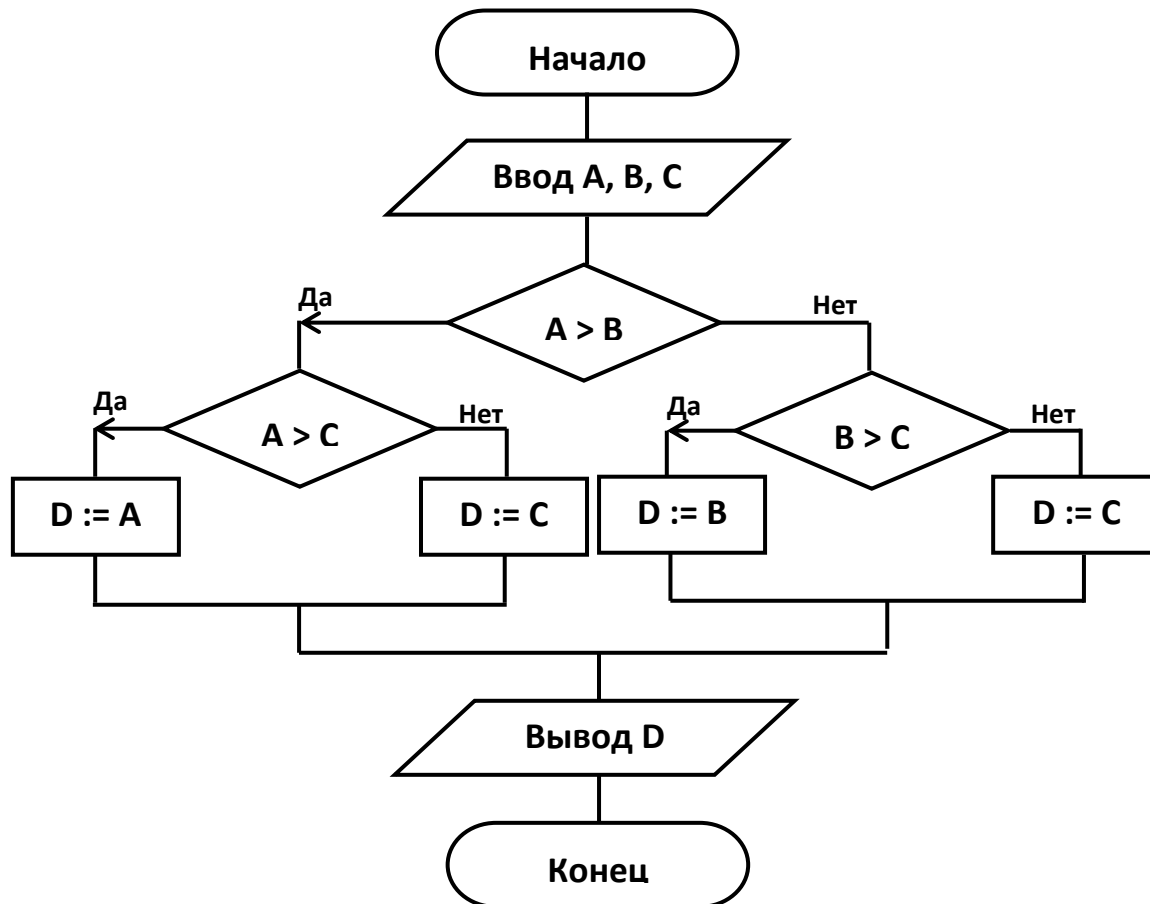 Начало
Ввод A, B, C
Да
Нет
A > B
Да
Нет
Да
Нет
A > C
B > C
D := A
D := C
D := B
D := C
Вывод D
Конец